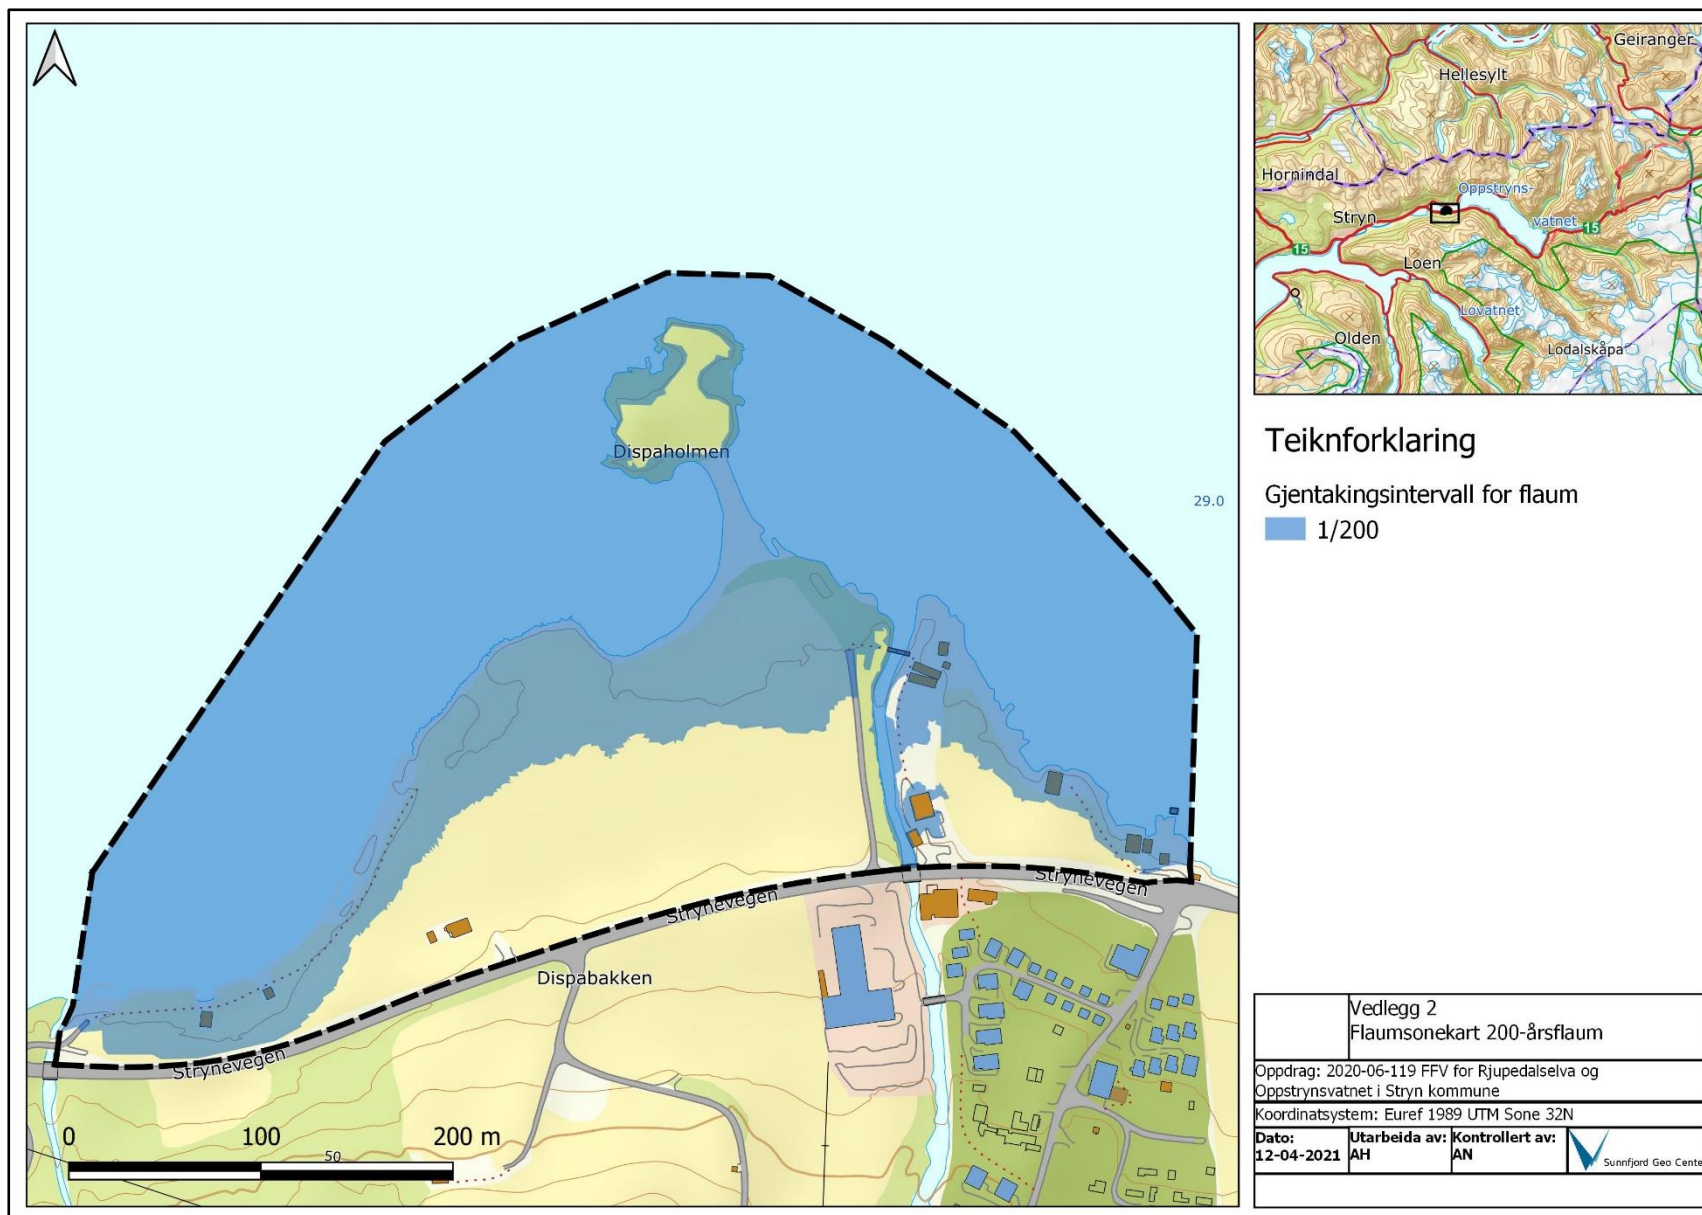 Dispaholmen
29.0
Strynevegen
Strynevegen
Strynevegen
Dispabakken
0 100 200 m
50
Geiranger
Hellesylt
Hornindal
Oppstryns-
vatnet
Stryn
15
15
Loen
Lovatnet
Olden
Lodalskåpa
Teiknforklaring
Gjentakingsintervall for flaum
1/200
Vedlegg 2
Flaumsonekart 200-årsflaum
Oppdrag: 2020-06-119 FFV for Rjupedalselva og
Oppstrynsvatnet i Stryn kommune
Koordinatsystem: Euref 1989 UTM Sone 32N
Dato: Utarbeida av: Kontrollert av:
12-04-2021 AH AN
Sunnfjord Geo Cente